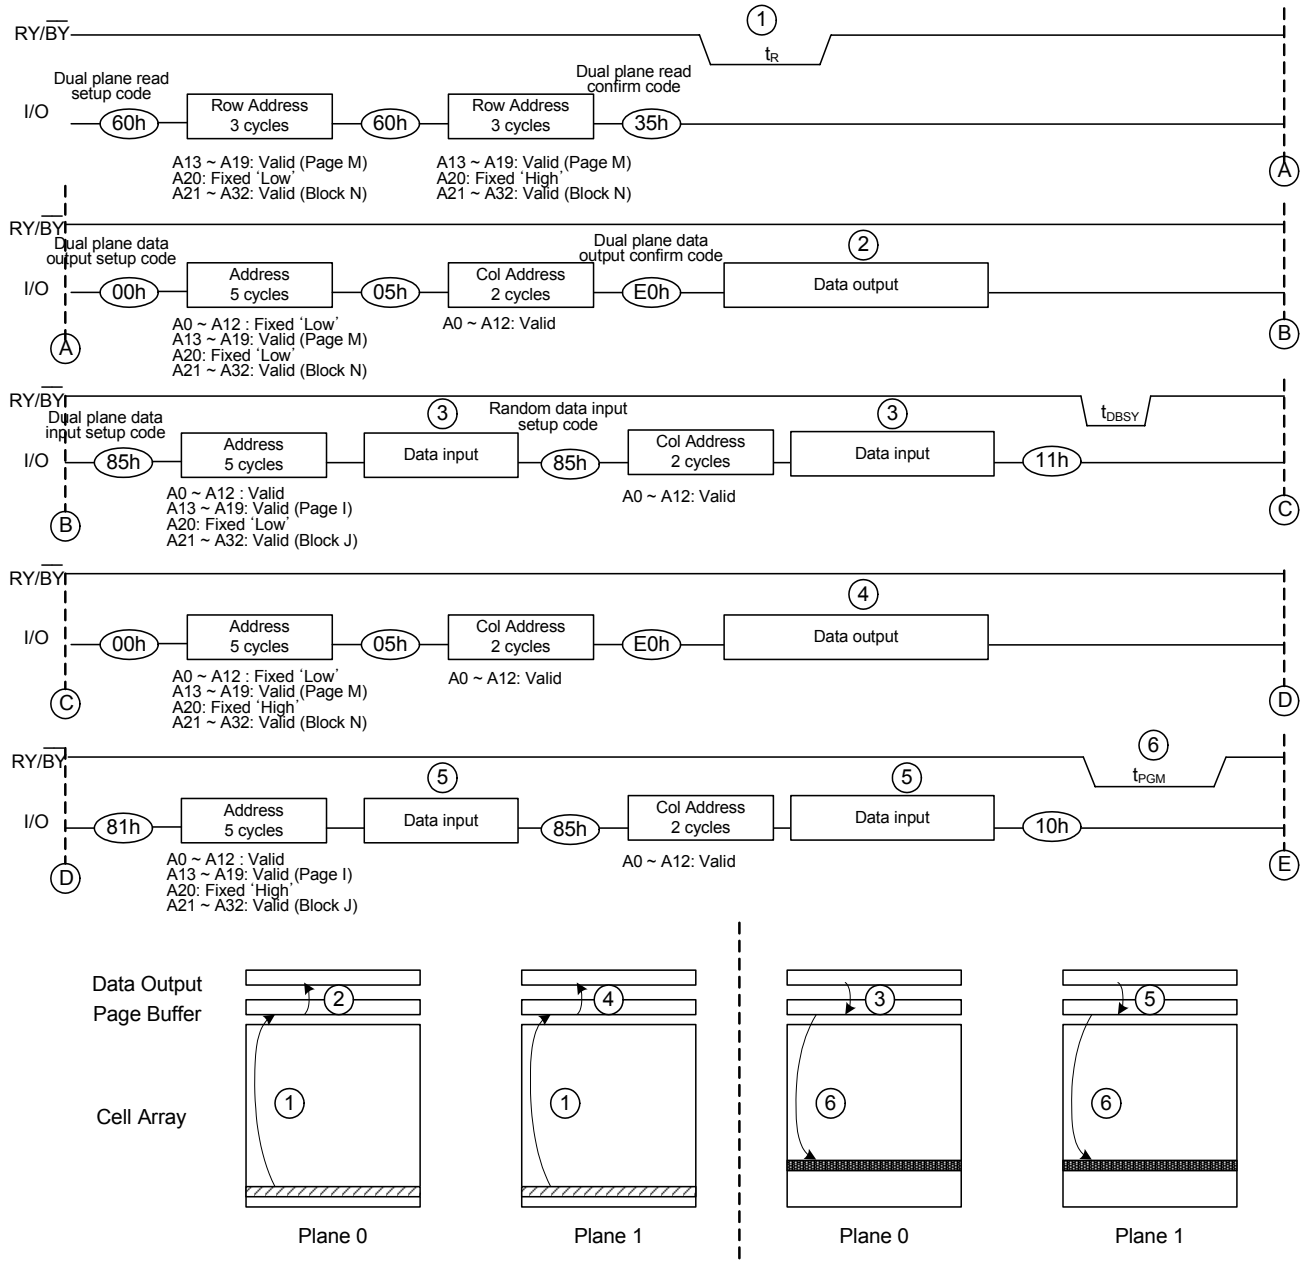 RY/BY
1
tR
Dual plane read
setup code
Dual plane read
confirm code
I/O
60h
Row Address
3 cycles
60h
Row Address
3 cycles
35h
A13 ~ A19: Valid (Page M)
A20: Fixed ‘Low’
A21 ~ A32: Valid (Block N)
A13 ~ A19: Valid (Page M)
A20: Fixed ‘High’
A21 ~ A32: Valid (Block N)
A
RY/BY
Dual plane data
output setup code
Dual plane data
output confirm code
2
I/O
00h
Address
5 cycles
05h
Col Address
2 cycles
E0h
Data output
A0 ~ A12 : Fixed ‘Low’
A13 ~ A19: Valid (Page M)
A20: Fixed ‘Low’
A21 ~ A32: Valid (Block N)
A0 ~ A12: Valid
A
B
RY/BY
Dual plane data
input setup code
3
Random data input
setup code
3
tDBSY
I/O
85h
Address
5 cycles
Data input
85h
Col Address
2 cycles
Data input
11h
A0 ~ A12 : Valid
A13 ~ A19: Valid (Page I)
A20: Fixed ‘Low’
A21 ~ A32: Valid (Block J)
A0 ~ A12: Valid
B
C
RY/BY
4
I/O
00h
Address
5 cycles
05h
Col Address
2 cycles
E0h
Data output
A0 ~ A12 : Fixed ‘Low’
A13 ~ A19: Valid (Page M)
A20: Fixed ‘High’
A21 ~ A32: Valid (Block N)
A0 ~ A12: Valid
C
D
RY/BY
5
5
6
tPGM
I/O
81h
Address
5 cycles
Data input
85h
Col Address
2 cycles
Data input
10h
A0 ~ A12 : Valid
A13 ~ A19: Valid (Page I)
A20: Fixed ‘High’
A21 ~ A32: Valid (Block J)
A0 ~ A12: Valid
D
E
Data Output
Page Buffer
Cell Array
2
4
3
5
1
1
6
6
Plane 0
Plane 1
Plane 0
Plane 1